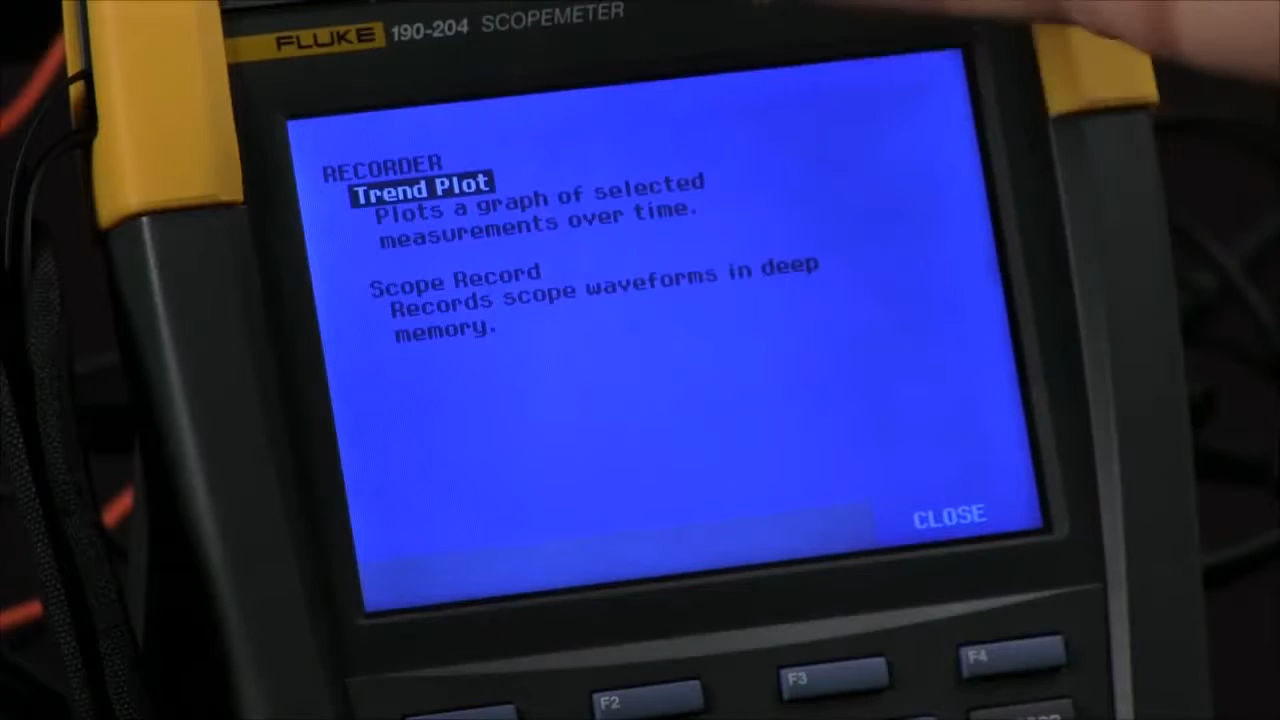 FLUKE 190-204 SCOPEMETER
RECORDER
Trend Plot
Plots a graph of selected
measurements over time.
Scope Record
Records scope waveforms in deep
memory.
CLOSE
F2
F3
F4